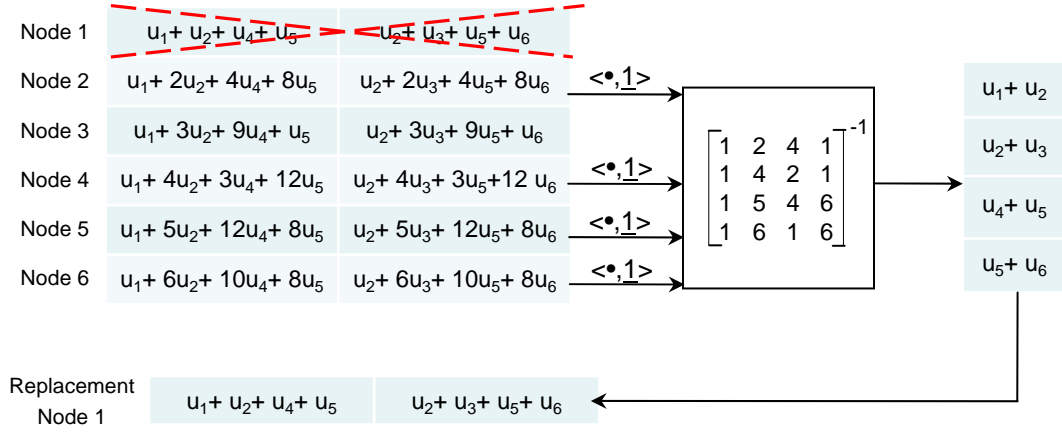 Node 1 u₁+ u₂+ u₄+ u₅ u₂+ u₃+ u₅+ u₆
Node 2 u₁+ 2u₂+ 4u₄+ 8u₅ u₂+ 2u₃+ 4u₅+ 8u₆ <•,1> u₁+ u₂
Node 3 u₁+ 3u₂+ 9u₄+ u₅ u₂+ 3u₃+ 9u₅+ u₆
-1
1 2 4 1 u₂+ u₃
1 4 2 1
Node 4 u₁+ 4u₂+ 3u₄+ 12u₅ u₂+ 4u₃+ 3u₅+12 u₆ <•,1>
1 5 4 6 u₄+ u₅
Node 5 u₁+ 5u₂+ 12u₄+ 8u₅ u₂+ 5u₃+ 12u₅+ 8u₆ <•,1>
1 6 1 6
Node 6 u₁+ 6u₂+ 10u₄+ 8u₅ u₂+ 6u₃+ 10u₅+ 8u₆ <•,1> u₅+ u₆
Replacement
Node 1 u₁+ u₂+ u₄+ u₅ u₂+ u₃+ u₅+ u₆